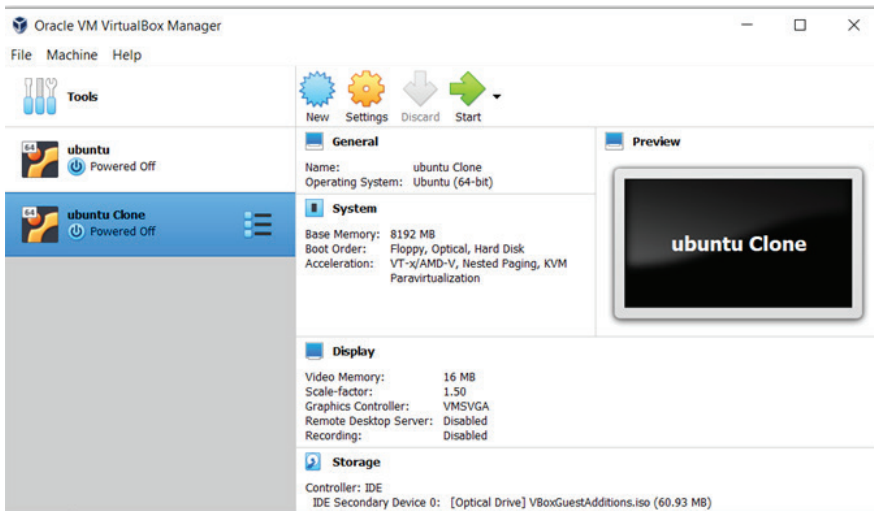 Oracle VM VirtualBox Manager
File Machine Help
Tools
New Settings Discard Start
64
ubuntu
Powered Off
64
ubuntu Clone
Powered Off
General
Name: ubuntu Clone
Operating System: Ubuntu (64-bit)
System
Base Memory: 8192 MB
Boot Order: Floppy, Optical, Hard Disk
Acceleration: VT-x/AMD-V, Nested Paging, KVM
Paravirtualization
Preview
ubuntu Clone
Display
Video Memory: 16 MB
Scale-factor: 1.50
Graphics Controller: VMSVGA
Remote Desktop Server: Disabled
Recording: Disabled
Storage
Controller: IDE
IDE Secondary Device 0: [Optical Drive] VBoxGuestAdditions.iso (60.93 MB)